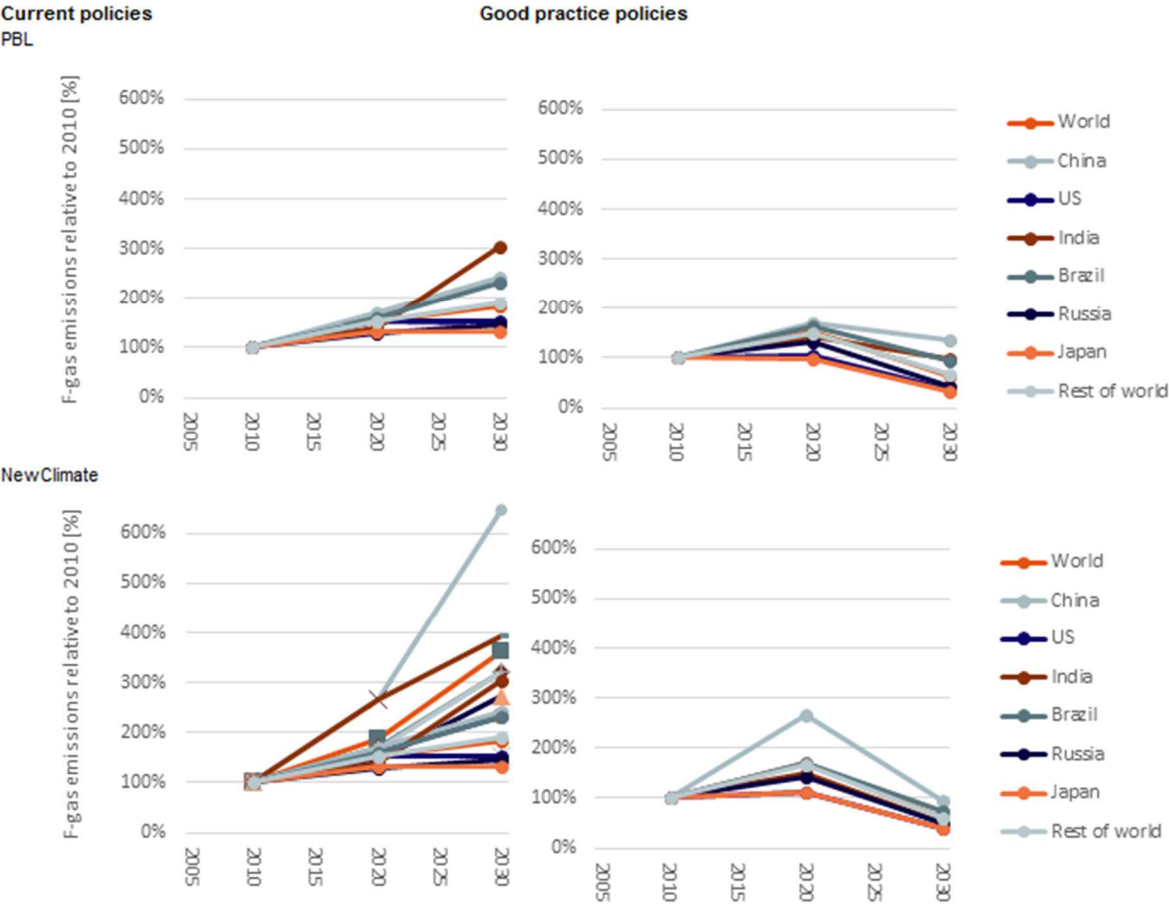 Current policies
Good practice policies
PBL
F-gas emissions relative to 2010 [%]
600%
500%
400%
300%
200%
100%
0%
2005
2010
2015
2020
2025
2030
600%
500%
400%
300%
200%
100%
0%
2005
2010
2015
2020
2025
2030
World
China
US
India
Brazil
Russia
Japan
Rest of world
NewClimate
F-gas emissions relative to 2010 [%]
600%
500%
400%
300%
200%
100%
0%
2005
2010
2015
2020
2025
2030
600%
500%
400%
300%
200%
100%
0%
2005
2010
2015
2020
2025
2030
World
China
US
India
Brazil
Russia
Japan
Rest of world